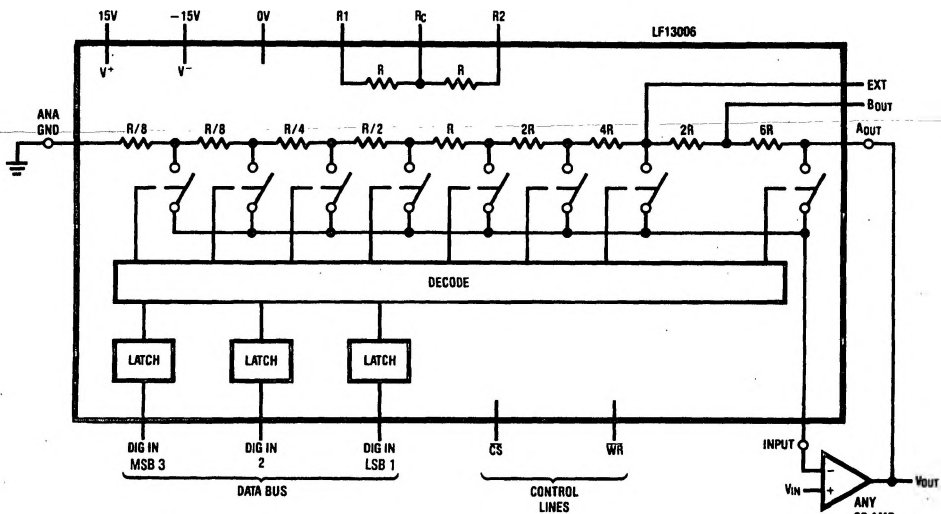 15V -15V 0V R1 RC R2
LF13006
V+ V-
R R
EXT
BOUT
ANA
GND
R/8 R/8 R/4 R/2 R 2R 4R 2R 6R AOUT
DECODE
LATCH LATCH LATCH
DIG IN DIG IN DIG IN CS WR
MSB 3 2 LSB 1
DATA BUS CONTROL
LINES
INPUT
-
VIN + VOUT
ANY